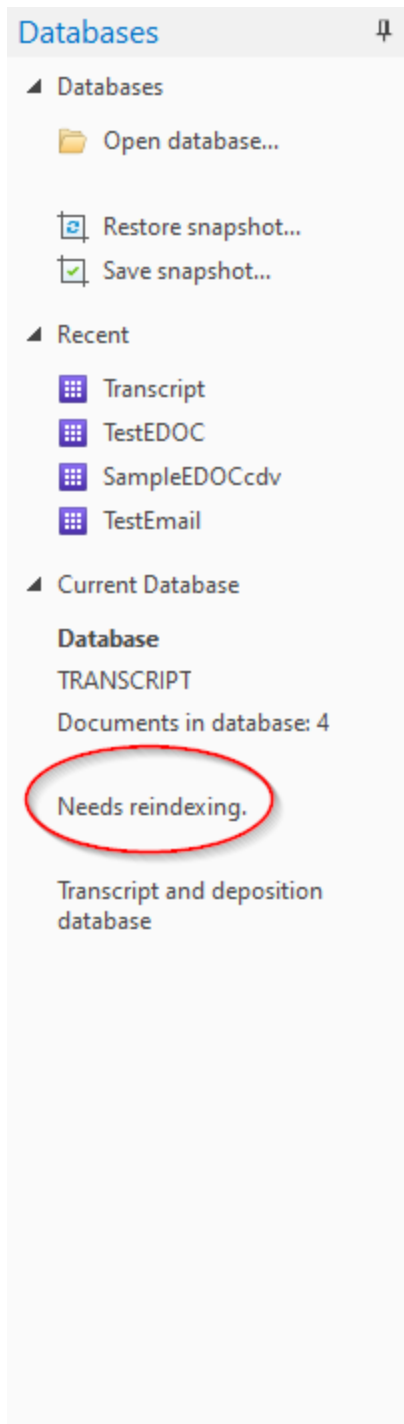 Databases
Databases
Open database...
Restore snapshot...
Save snapshot...
Recent
Transcript
TestEDOC
SampleEDOCcdv
TestEmail
Current Database
Database
TRANSCRIPT
Documents in database: 4
Needs reindexing.
Transcript and deposition
database